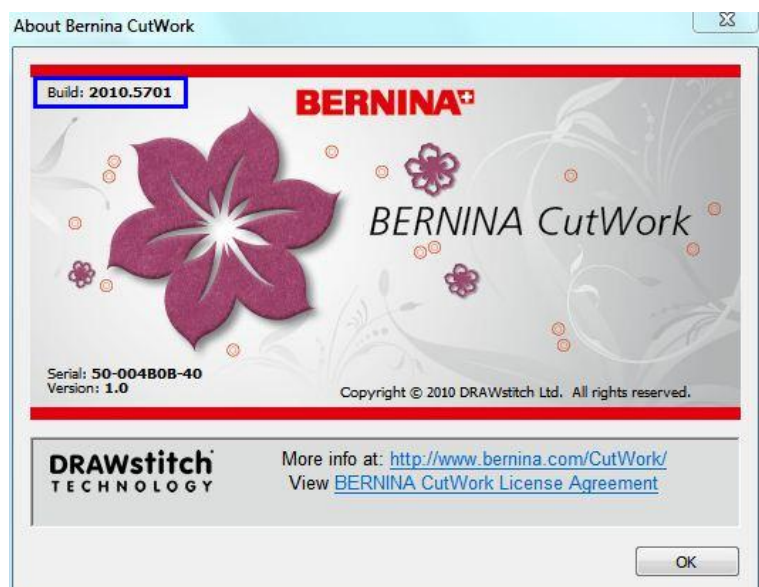 About Bernina CutWork
Build: 2010.5701
BERNINA
BERNINA CutWork
Serial: 50-004B0B-40
Version: 1.0
Copyright © 2010 DRAWstitch Ltd. All rights reserved.
DRAWstitch
TECHNOLOGY
More info at: http://www.bernina.com/CutWork/
View BERNINA CutWork License Agreement
OK